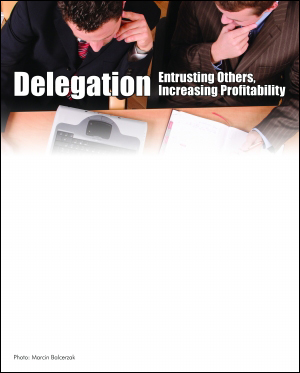 Delegation
Entrusting Others,
Increasing Profitability
Photo: Marcin Balcerzak